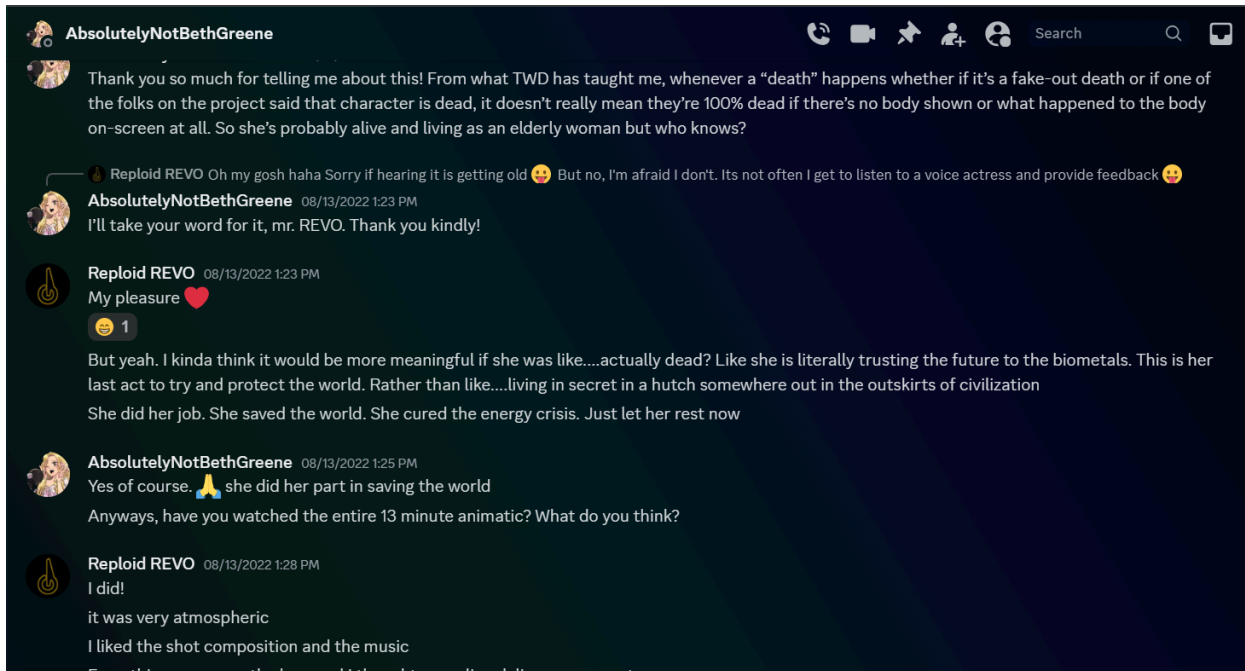 AbsolutelyNotBethGreene
Search
Thank you so much for telling me about this! From what TWD has taught me, whenever a “death” happens whether if it’s a fake-out death or if one of
the folks on the project said that character is dead, it doesn’t really mean they’re 100% dead if there’s no body shown or what happened to the body
on-screen at all. So she’s probably alive and living as an elderly woman but who knows?
Reploid REVO Oh my gosh haha Sorry if hearing it is getting old 😛 But no, I'm afraid I don't. Its not often I get to listen to a voice actress and provide feedback 😛
AbsolutelyNotBethGreene 08/13/2022 1:23 PM
I’ll take your word for it, mr. REVO. Thank you kindly!
Reploid REVO 08/13/2022 1:23 PM
My pleasure ❤️
😄 1
But yeah. I kinda think it would be more meaningful if she was like....actually dead? Like she is literally trusting the future to the biometals. This is her
last act to try and protect the world. Rather than like....living in secret in a hutch somewhere out in the outskirts of civilization
She did her job. She saved the world. She cured the energy crisis. Just let her rest now
AbsolutelyNotBethGreene 08/13/2022 1:25 PM
Yes of course. 🙏 she did her part in saving the world
Anyways, have you watched the entire 13 minute animatic? What do you think?
Reploid REVO 08/13/2022 1:28 PM
I did!
it was very atmospheric
I liked the shot composition and the music